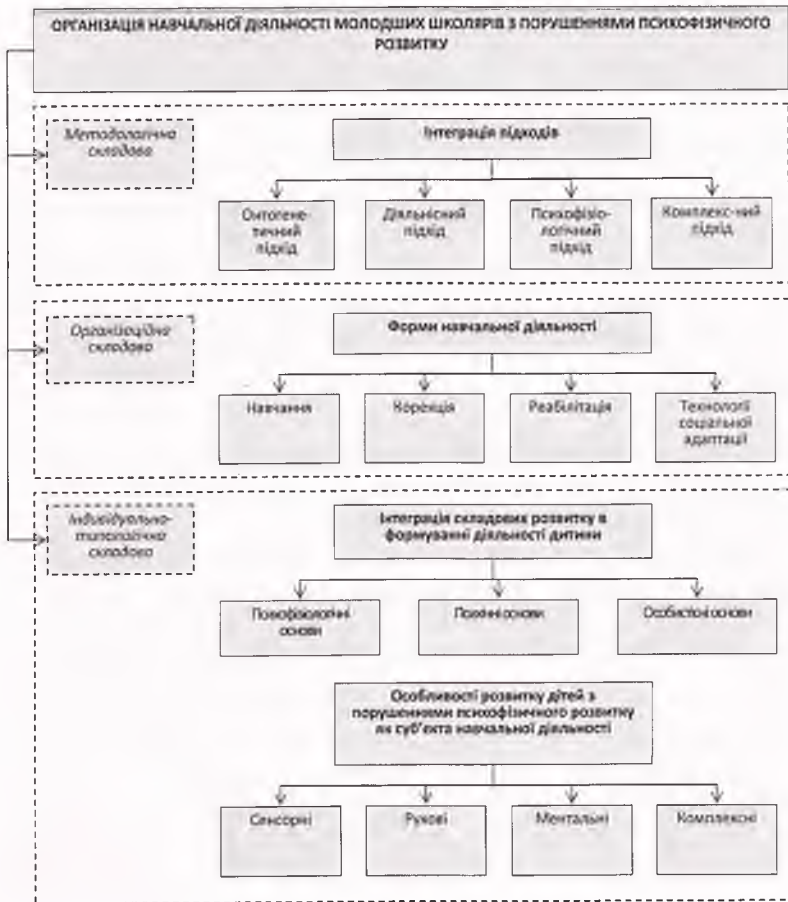 ОРГАНІЗАЦІЯ НАВЧАЛЬНОЇ ДІЯЛЬНОСТІ МОЛОДШИХ ШКОЛЯРІВ З ПОРУШЕННЯМИ ПСИХОФІЗИЧНОГО
РОЗВИТКУ
Методологічна
складова
Інтеграція підходів
Онтогене-
тичний
підхід
Діяльнісний
підхід
Психофізіо-
логічний
підхід
Комплекс-ний
підхід
Організаційна
складова
Форми навчальної діяльності
Навчання
Корекція
Реабілітація
Технології
соціальної
адаптації
Індивідуально-
типологічна
складова
Інтеграція складових розвитку в
формуванні діяльності дитини
Психофізіологічні
основи
Психічні основи
Особистісні основи
Особливості розвитку дітей з
порушеннями психофізичного розвитку
як суб'єкта навчальної діяльності
Сенсорні
Рухові
Ментальні
Комплексні